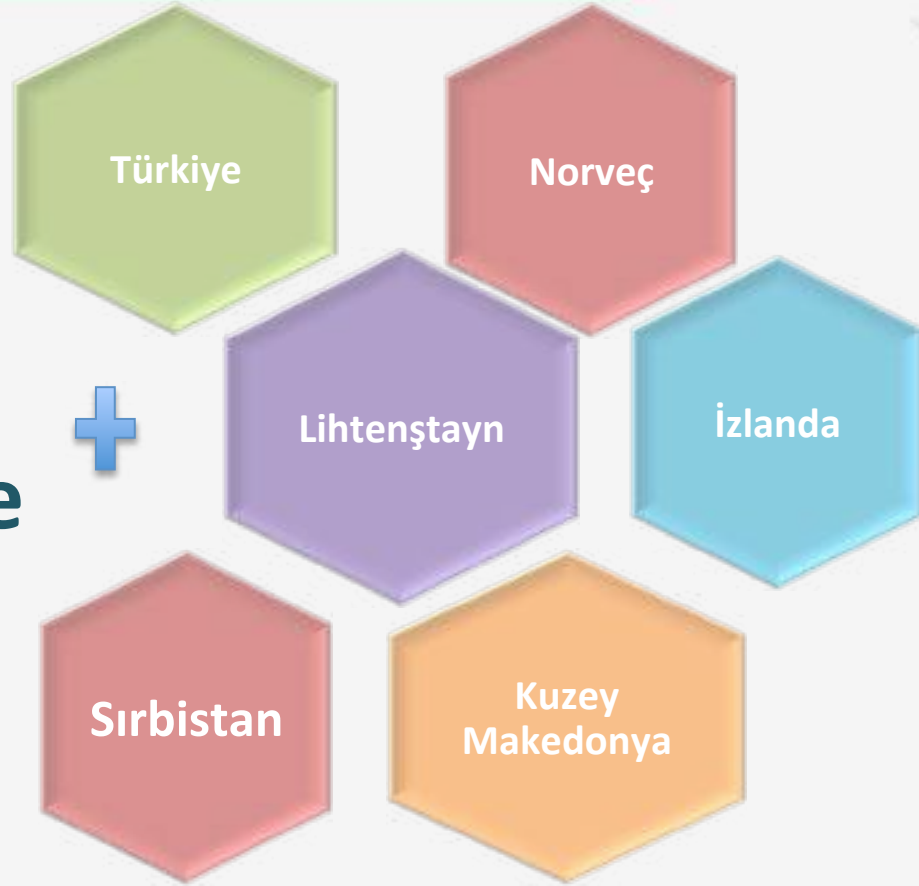 Türkiye
Norveç
Lihtenştayn
İzlanda
e
Sırbistan
Kuzey
Makedonya